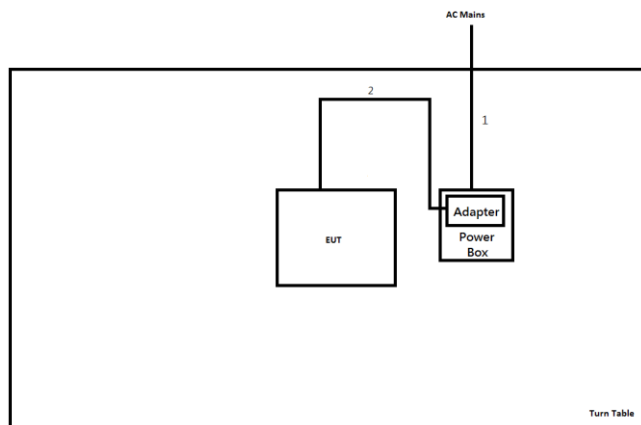 AC Mains
2
1
Adapter
EUT
Power
Box
Turn Table